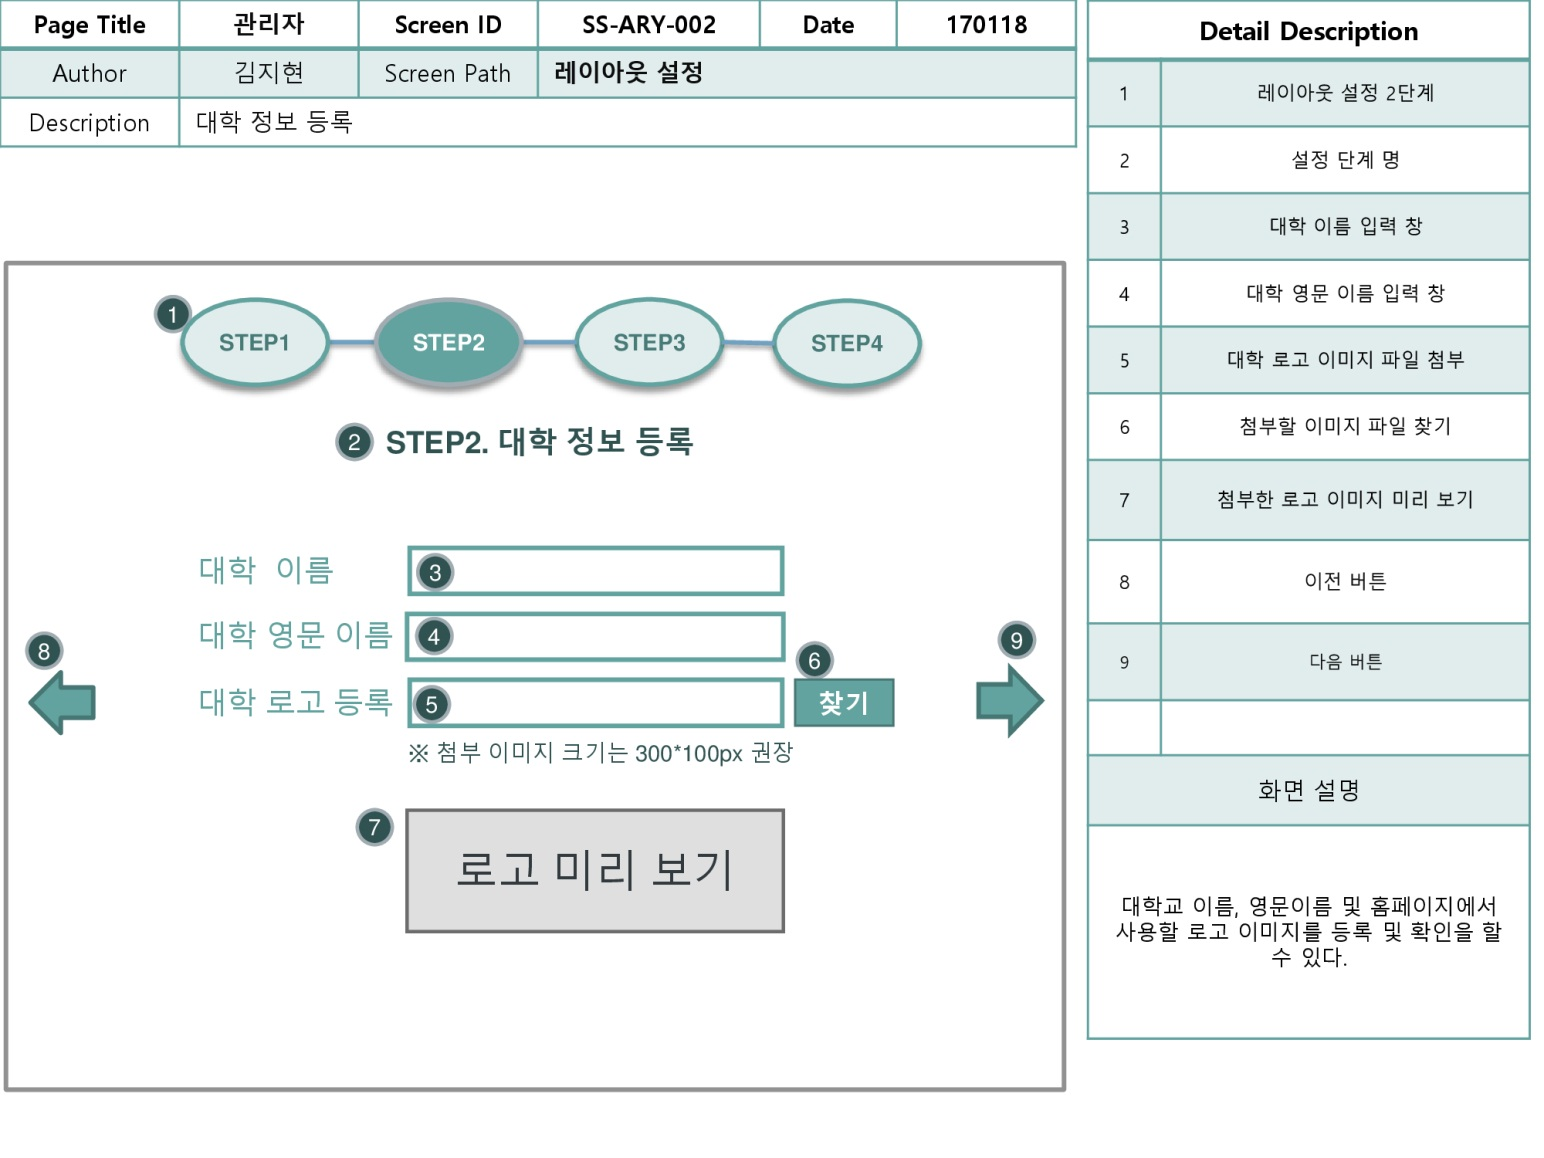 Page Title 관리자 Screen ID SS-ARY-002 Date 170118
Author 김지현 Screen Path 레이아웃 설정
Description 대학 정보 등록
1 STEP1 STEP2 STEP3 STEP4
2 STEP2. 대학 정보 등록
대학 이름 3
대학 영문 이름 4
대학 로고 등록 5 6 찾기
※ 첨부 이미지 크기는 300*100px 권장
7 로고 미리 보기
8
9
Detail Description
1 레이아웃 설정 2단계
2 설정 단계 명
3 대학 이름 입력 창
4 대학 영문 이름 입력 창
5 대학 로고 이미지 파일 첨부
6 첨부할 이미지 파일 찾기
7 첨부한 로고 이미지 미리 보기
8 이전 버튼
9 다음 버튼
화면 설명
대학교 이름, 영문이름 및 홈페이지에서
사용할 로고 이미지를 등록 및 확인을 할
수 있다.